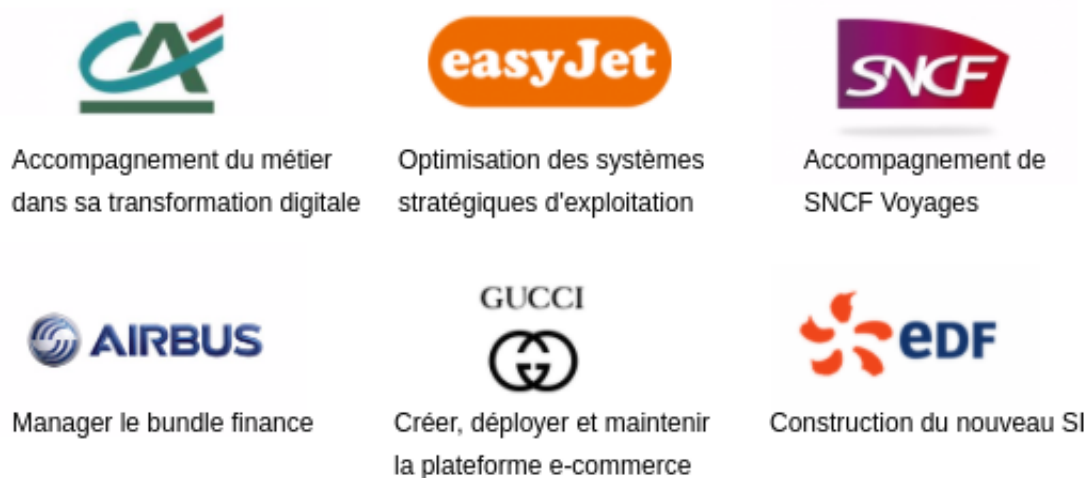 CA
easyJet
SNCF
Accompagnement du métier
dans sa transformation digitale
Optimisation des systèmes
stratégiques d'exploitation
Accompagnement de
SNCF Voyages
AIRBUS
GUCCI
GG
eDF
Manager le bundle finance
Créer, déployer et maintenir
la plateforme e-commerce
Construction du nouveau SI